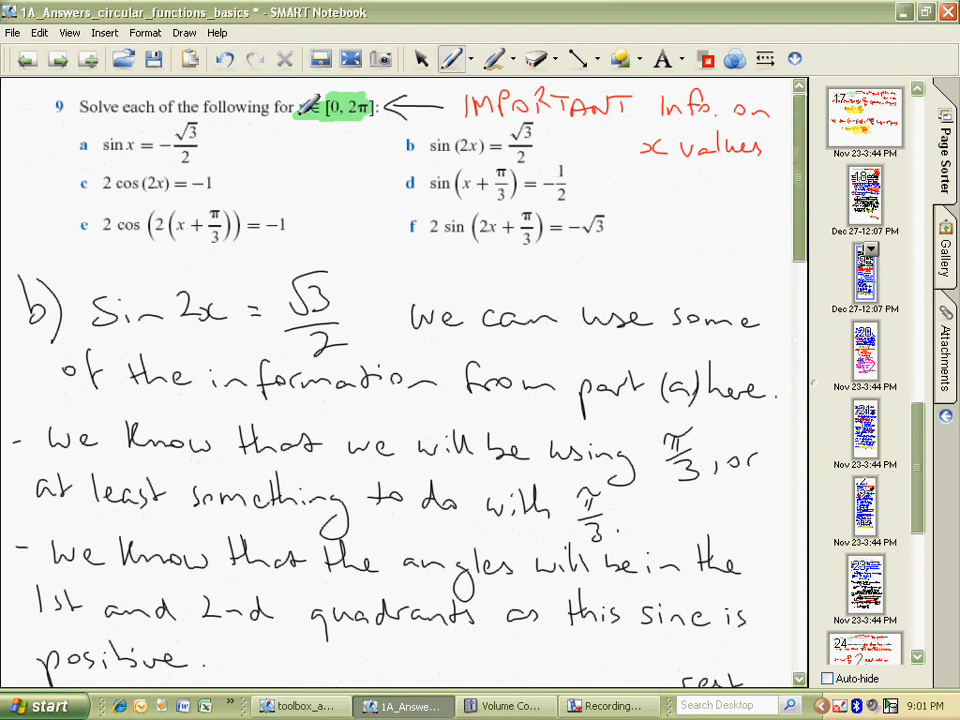 1A_Answers_circular_functions_basics * - SMART Notebook
File Edit View Insert Format Draw Help
9 Solve each of the following for x ∈ [0, 2π]:
IMPORTANT Info. on
x values
a sin x = −√3/2
b sin (2x) = √3/2
c 2 cos (2x) = −1
d sin (x + π/3) = −1/2
e 2 cos (2(x + π/3)) = −1
f 2 sin (2x + π/3) = −√3
b) Sin 2x = √3/2 we can use some
of the information from part (a) here.
- we know that we will be using π/3, or
at least something to do with π/3.
- we know that the angles will be in the
1st and 2nd quadrants as this sine is
positive.
rest
17
Nov 23-3:44 PM
18
Dec 27-12:07 PM
Dec 27-12:07 PM
20
Nov 23-3:44 PM
21
Nov 23-3:44 PM
Nov 23-3:44 PM
23
Nov 23-3:44 PM
24
Page Sorter
Gallery
Attachments
Auto-hide
start
toolbox_a...
1A_Answe...
Volume Co...
Recording...
Search Desktop
9:01 PM